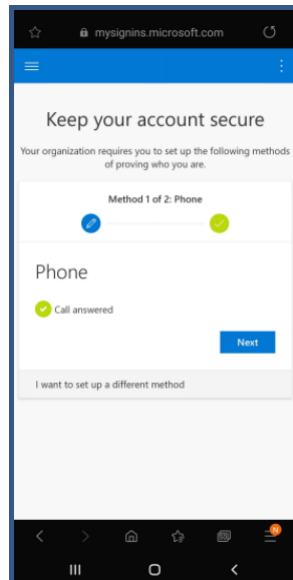 mysignins.microsoft.com
Keep your account secure
Your organization requires you to set up the following methods
of proving who you are.
Method 1 of 2: Phone
Phone
Call answered
Next
I want to set up a different method
N